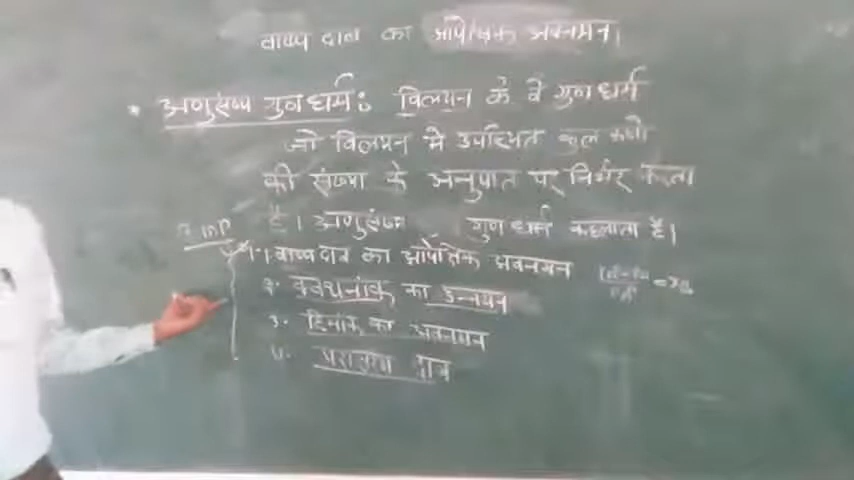 वाष्प दाब का आपेक्षिक अवनमन।
* अणुसंख्य गुणधर्म : विलयन के वे गुणधर्म
जो विलयन मे उपस्थित कुल कणो
की संख्या के अनुपात पर निर्भर करता
है। अणुसंख्य गुणधर्म कहलाता है।
Imp
1. वाष्प दाब का आपेक्षिक अवनमन
2. क्वथनांक का उन्नयन
3. हिमांक का अवनमन
4. परासरण दाब